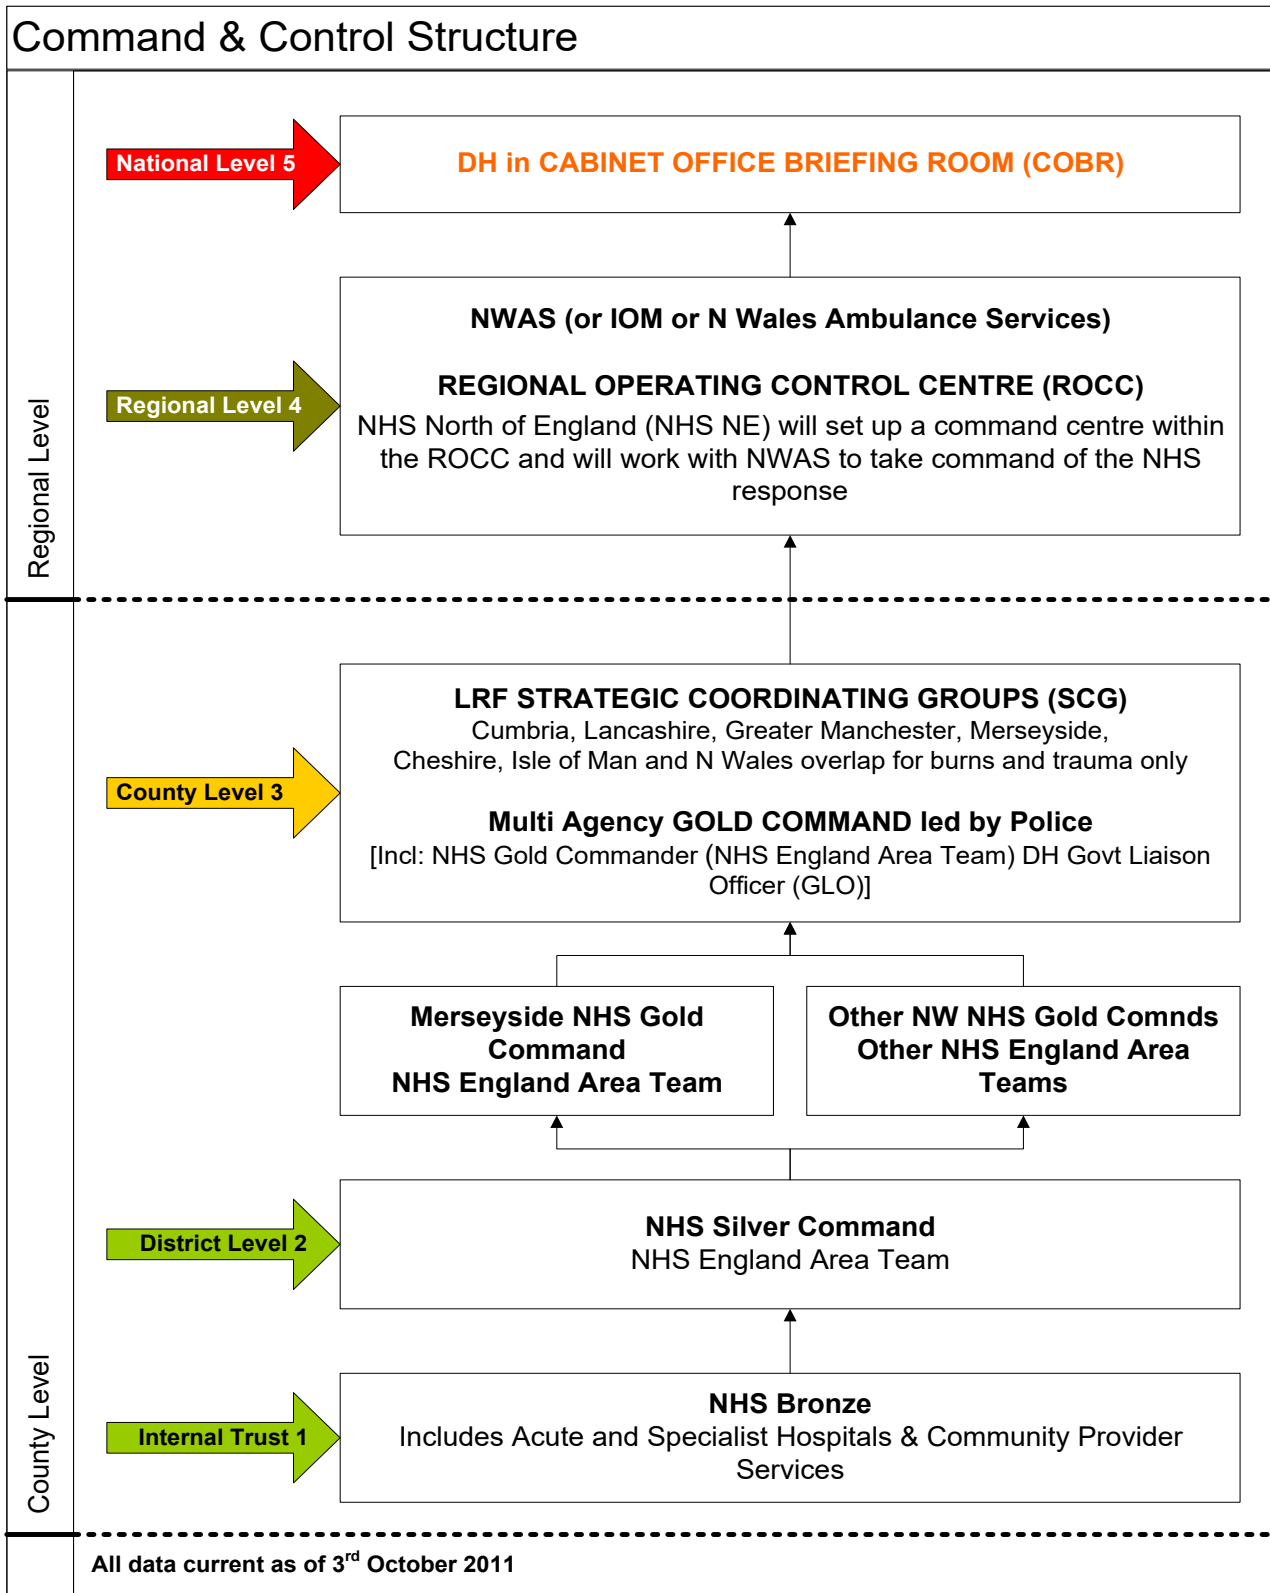 Command & Control Structure
Regional Level
National Level 5
DH in CABINET OFFICE BRIEFING ROOM (COBR)
Regional Level 4
NWAS (or IOM or N Wales Ambulance Services)
REGIONAL OPERATING CONTROL CENTRE (ROCC)
NHS North of England (NHS NE) will set up a command centre within
the ROCC and will work with NWAS to take command of the NHS
response
County Level
County Level 3
LRF STRATEGIC COORDINATING GROUPS (SCG)
Cumbria, Lancashire, Greater Manchester, Merseyside,
Cheshire, Isle of Man and N Wales overlap for burns and trauma only
Multi Agency GOLD COMMAND led by Police
[Incl: NHS Gold Commander (NHS England Area Team) DH Govt Liaison
Officer (GLO)]
Merseyside NHS Gold
Command
NHS England Area Team
Other NW NHS Gold Comnds
Other NHS England Area
Teams
District Level 2
NHS Silver Command
NHS England Area Team
Internal Trust 1
NHS Bronze
Includes Acute and Specialist Hospitals & Community Provider
Services
All data current as of 3rd October 2011